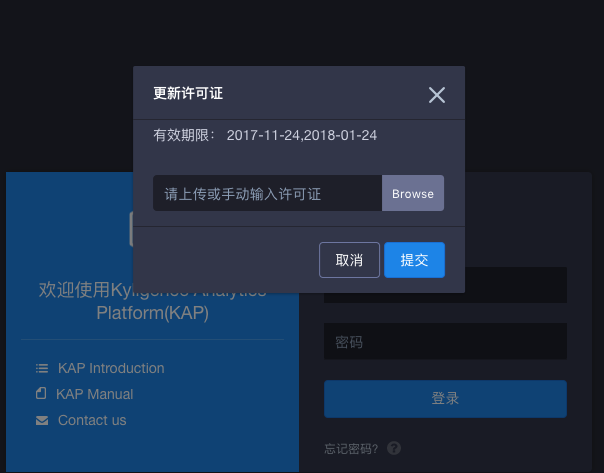 更新许可证
有效期限： 2017-11-24,2018-01-24
请上传或手动输入许可证
Browse
取消
提交
欢迎使用Kyligence Analytics
Platform(KAP)
KAP Introduction
KAP Manual
Contact us
密码
登录
忘记密码?